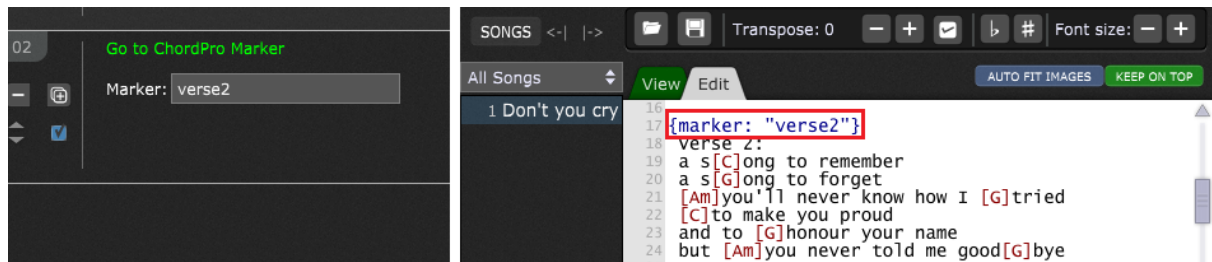 02
Go to ChordPro Marker
Marker: verse2
SONGS <-| |->
Transpose: 0 − + ♭ # Font size: − +
All Songs
View Edit AUTO FIT IMAGES KEEP ON TOP
1 Don't you cry
16
17 {marker: "verse2"}
18 verse 2:
19 a s[C]ong to remember
20 a s[G]ong to forget
21 [Am]you'll never know how I [G]tried
22 [C]to make you proud
23 and to [G]honour your name
24 but [Am]you never told me good[G]bye